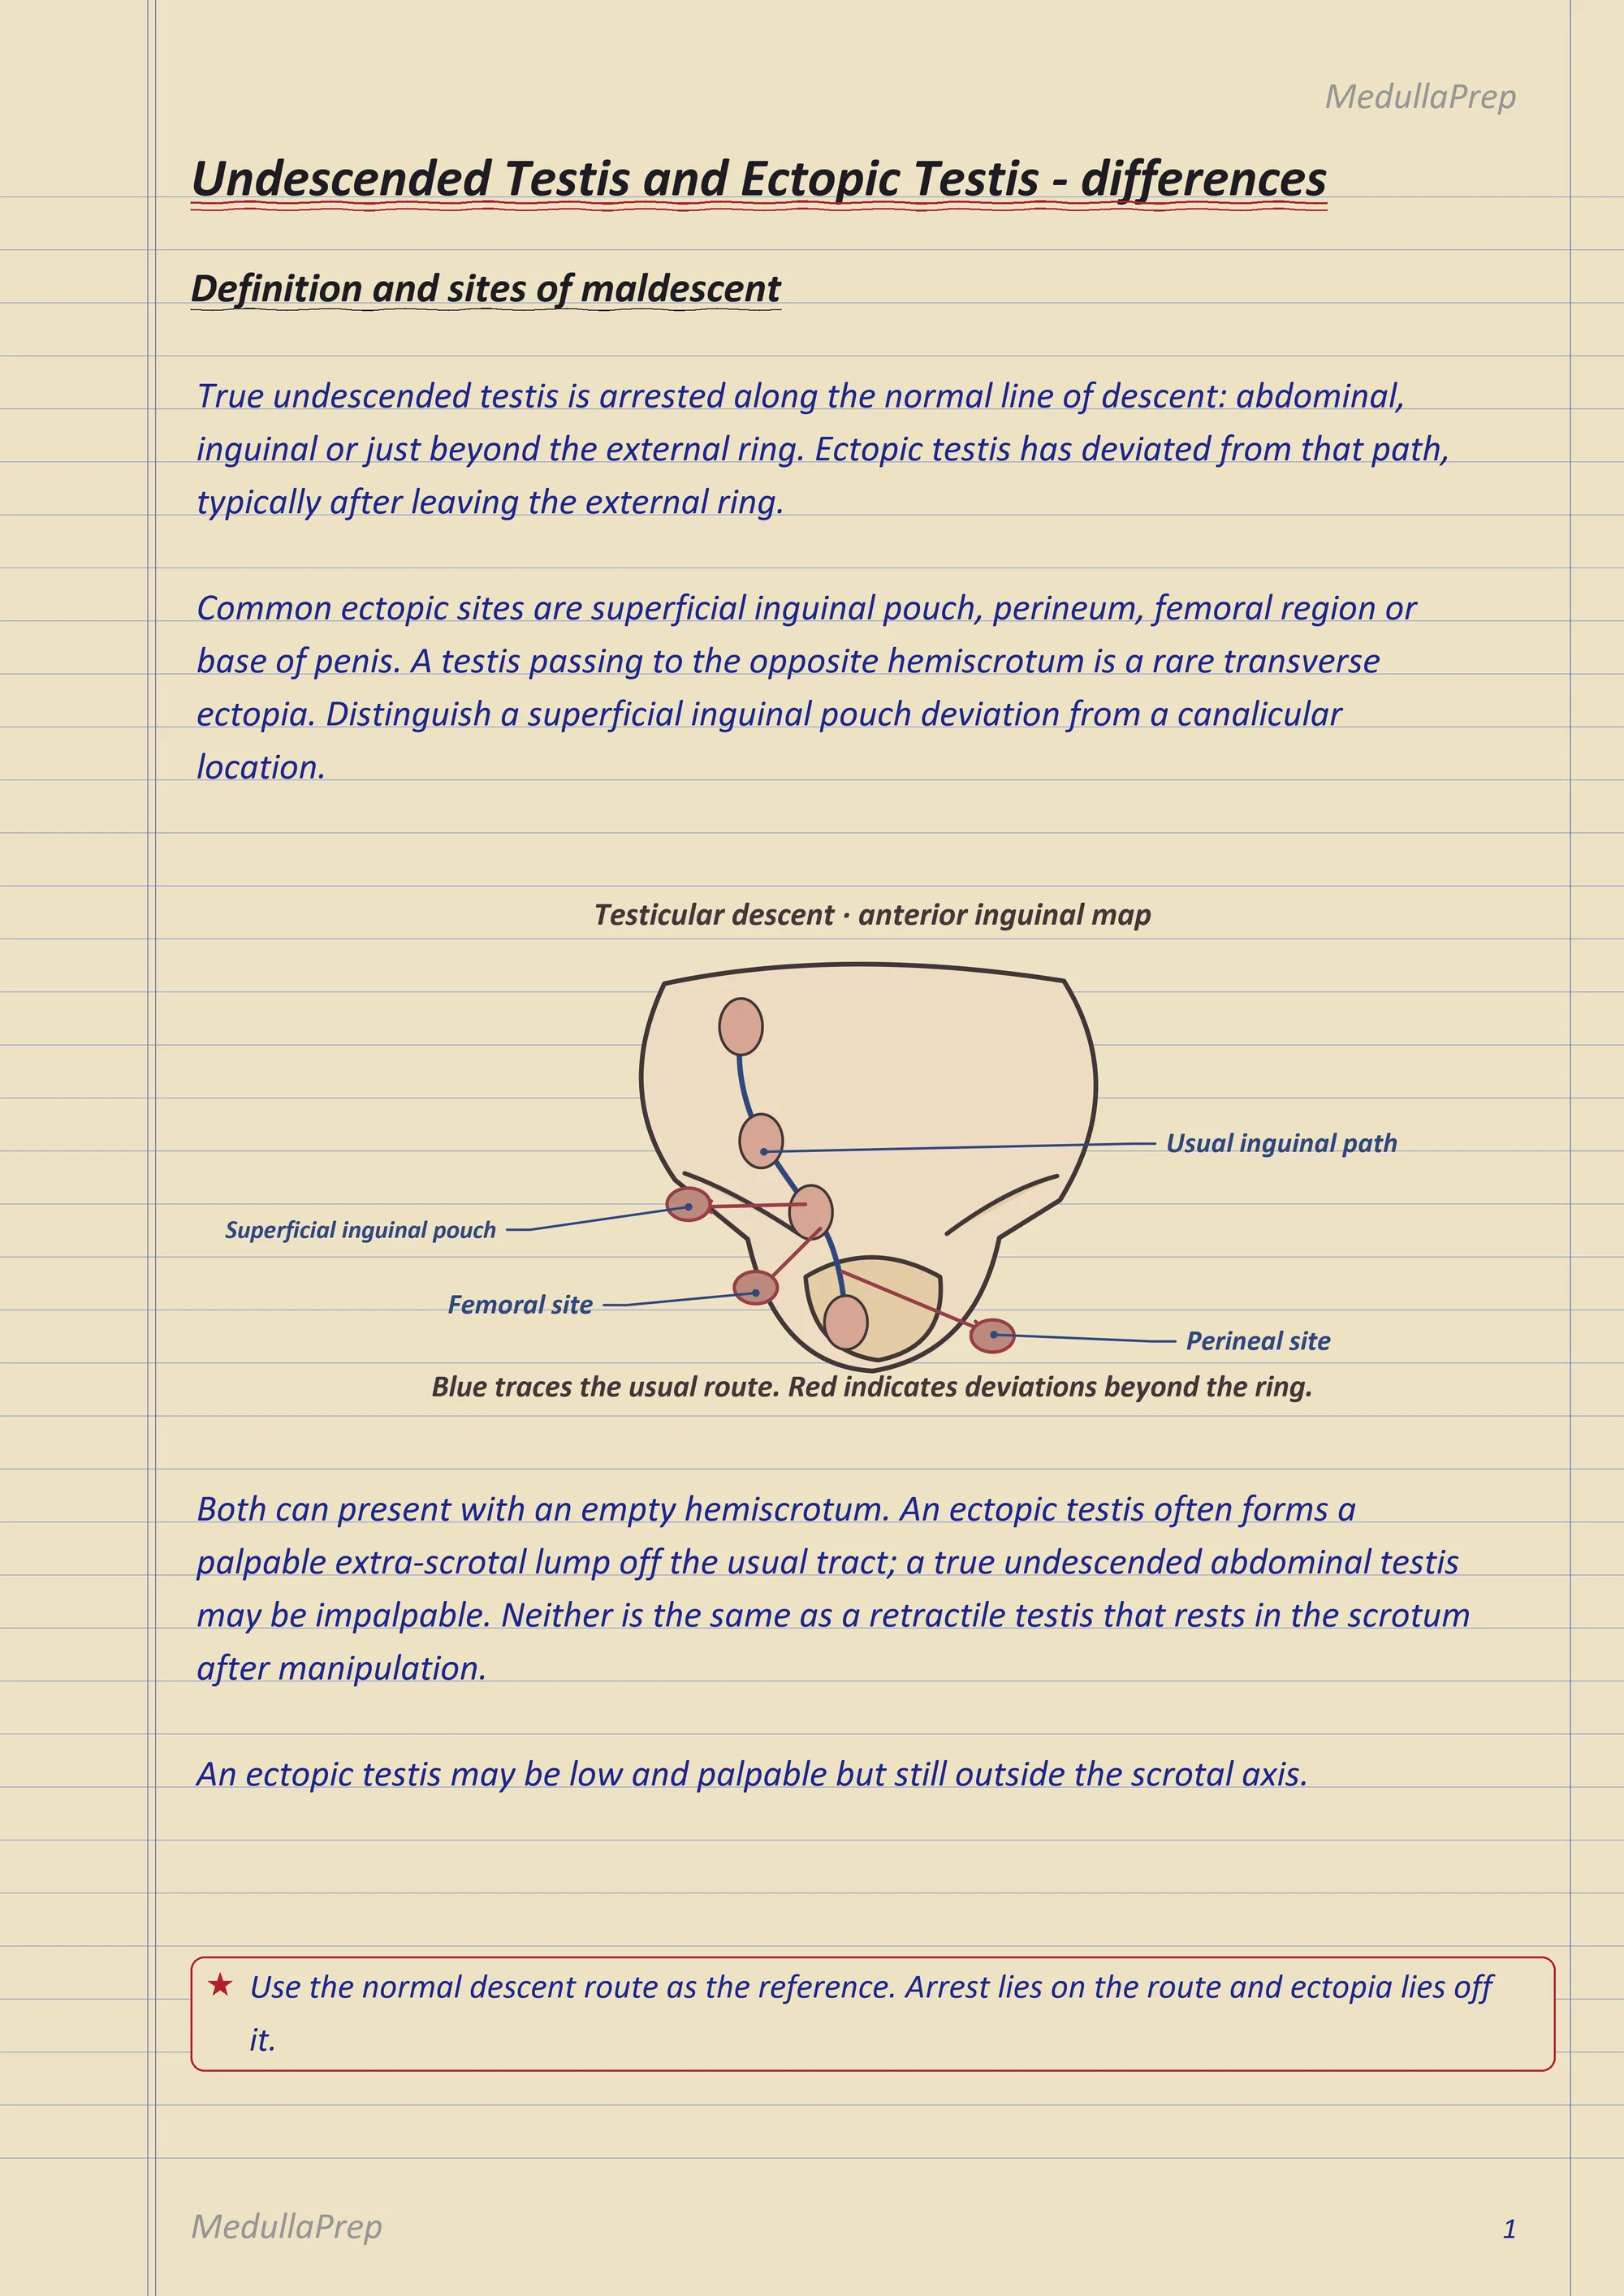 MedullaPrep
Undescended Testis and Ectopic Testis - differences
Definition and sites of maldescent
True undescended testis is arrested along the normal line of descent: abdominal,
inguinal or just beyond the external ring. Ectopic testis has deviated from that path,
typically after leaving the external ring.
Common ectopic sites are superficial inguinal pouch, perineum, femoral region or
base of penis. A testis passing to the opposite hemiscrotum is a rare transverse
ectopia. Distinguish a superficial inguinal pouch deviation from a canalicular
location.
Testicular descent · anterior inguinal map
Usual inguinal path
Superficial inguinal pouch
Femoral site
Perineal site
Blue traces the usual route. Red indicates deviations beyond the ring.
Both can present with an empty hemiscrotum. An ectopic testis often forms a
palpable extra-scrotal lump off the usual tract; a true undescended abdominal testis
may be impalpable. Neither is the same as a retractile testis that rests in the scrotum
after manipulation.
An ectopic testis may be low and palpable but still outside the scrotal axis.
★ Use the normal descent route as the reference. Arrest lies on the route and ectopia lies off
it.
MedullaPrep
1